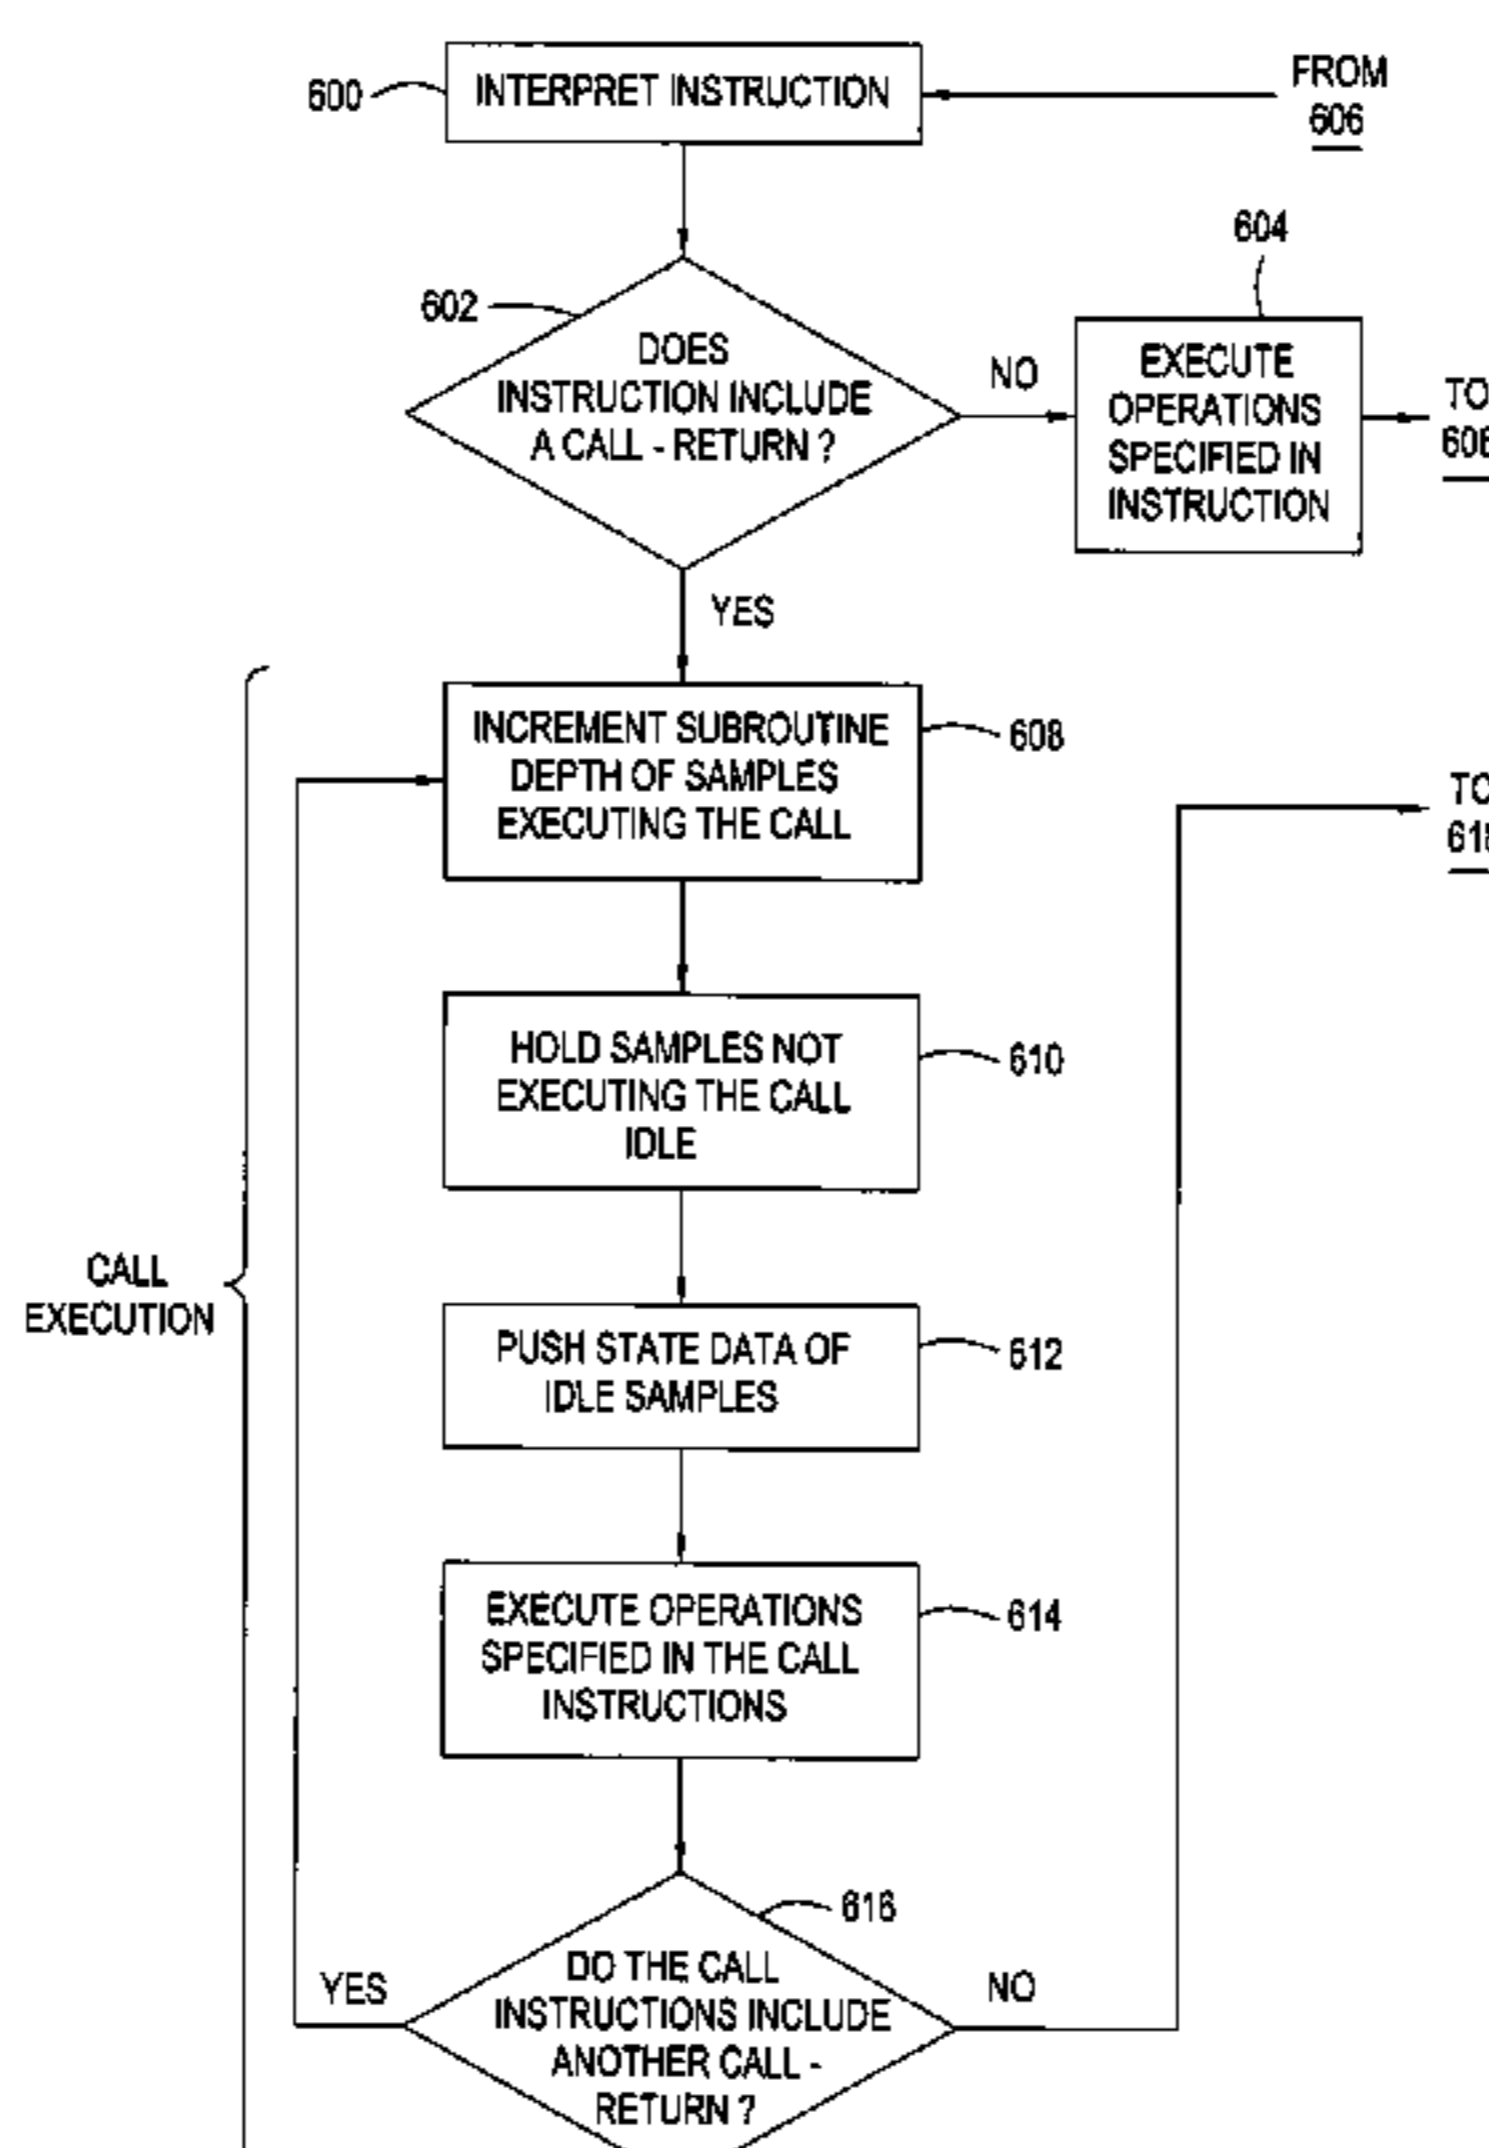 600
INTERPRET INSTRUCTION
FROM
606
604
602
DOES
INSTRUCTION INCLUDE
A CALL - RETURN ?
NO
EXECUTE
OPERATIONS
SPECIFIED IN
INSTRUCTION
TO
YES
INCREMENT SUBROUTINE
DEPTH OF SAMPLES
EXECUTING THE CALL
608
HOLD SAMPLES NOT
EXECUTING THE CALL
IDLE
610
CALL
EXECUTION
PUSH STATE DATA OF
IDLE SAMPLES
612
EXECUTE OPERATIONS
SPECIFIED IN THE CALL
INSTRUCTIONS
614
616
YES
DO THE CALL
INSTRUCTIONS INCLUDE
ANOTHER CALL -
RETURN ?
NO